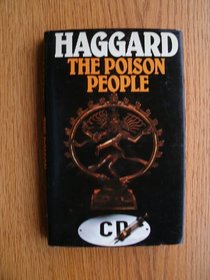 HAGGARD
THE POISON
PEOPLE
CD